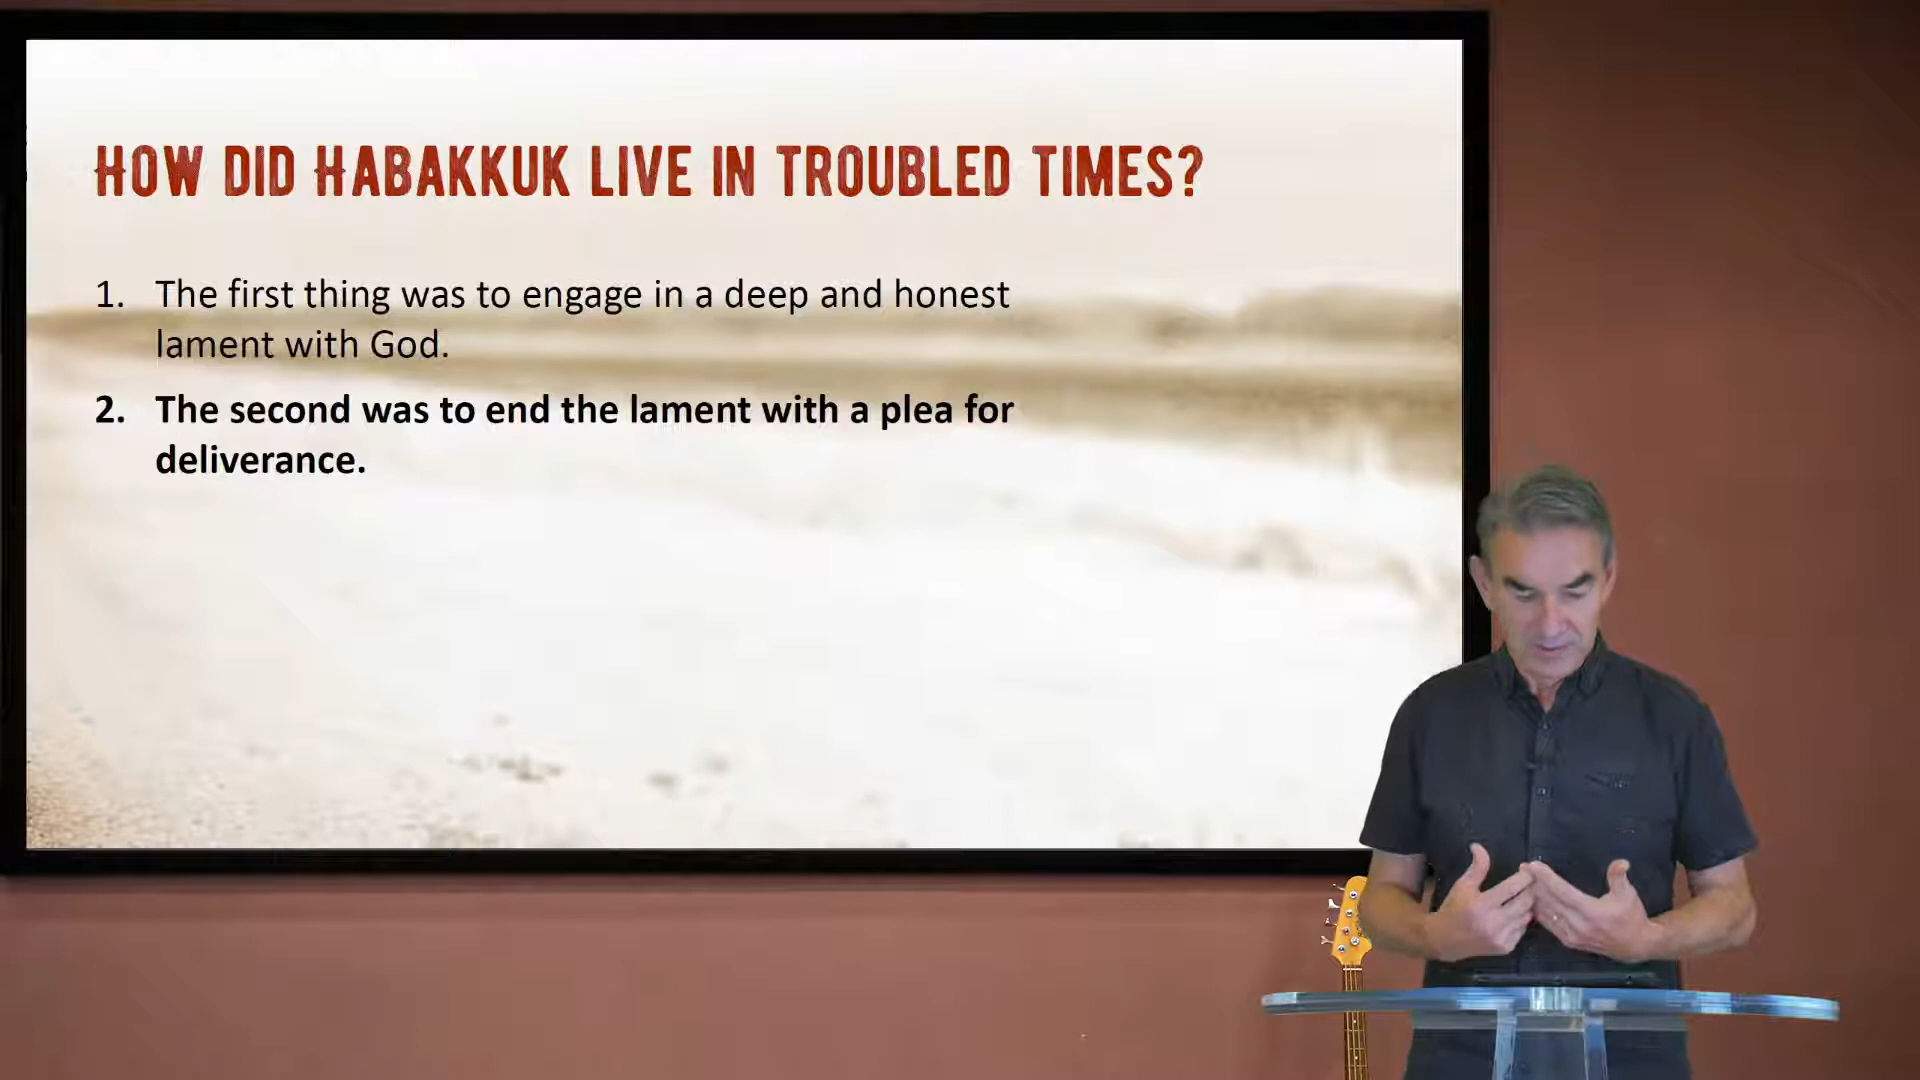 How did Habakkuk live in troubled times?
1. The first thing was to engage in a deep and honest
lament with God.
2. The second was to end the lament with a plea for
deliverance.